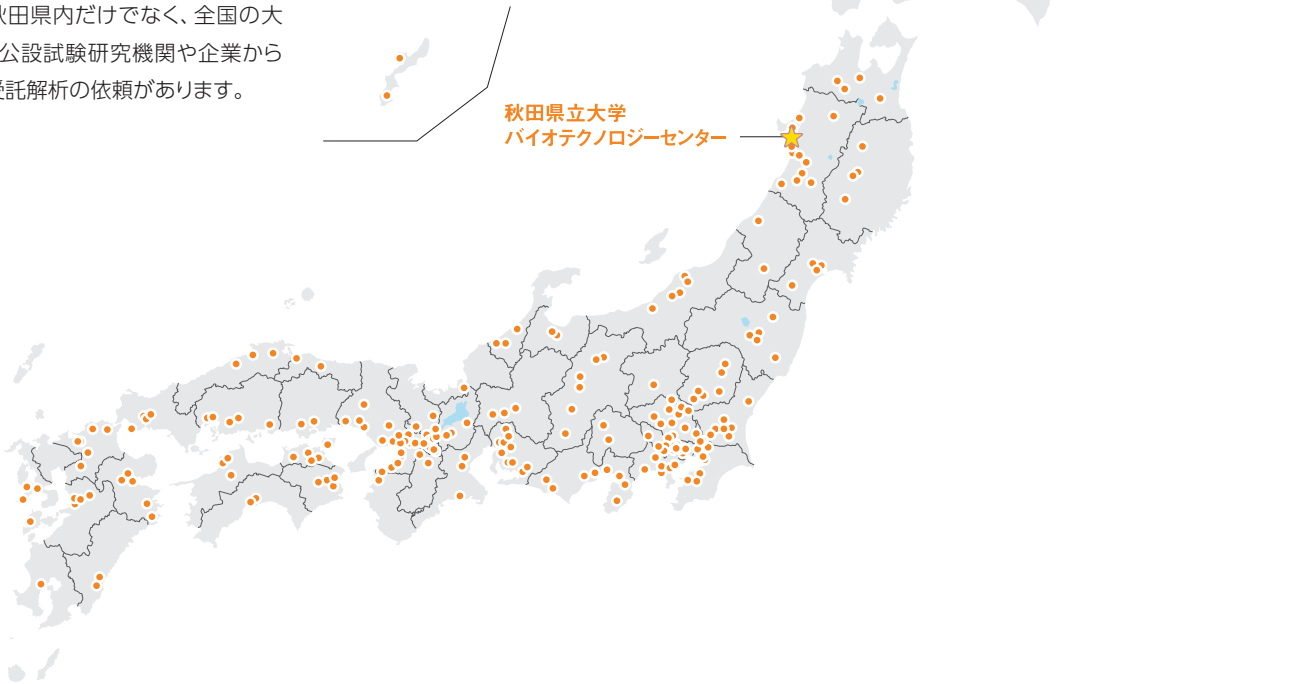 秋田県内だけでなく、全国の大
公設試験研究機関や企業から
受託解析の依頼があります。
秋田県立大学
バイオテクノロジーセンター